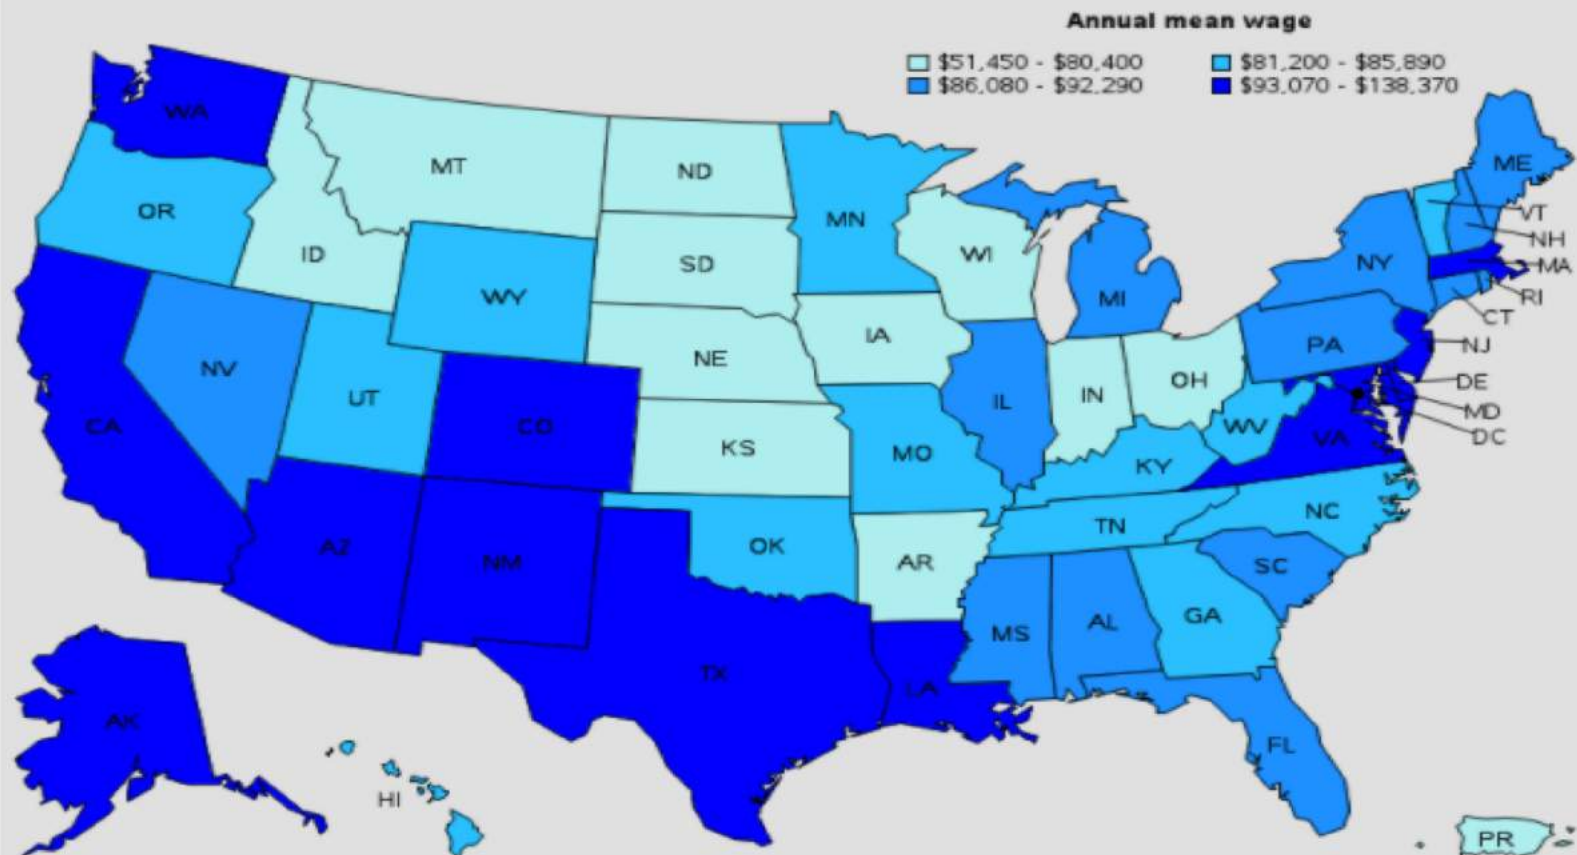 Annual mean wage
$51,450 - $80,400 $81,200 - $85,890
$86,080 - $92,290 $93,070 - $138,370
WA
MT
ND
ME
OR
MN
VT
ID
SD
WI
NH
WY
NY
MA
MI
RI
CT
IA
NE
PA
NJ
NV
UT
OH
DE
IN
IL
MD
CA
CO
WV
VA
DC
KS
MO
KY
NC
TN
AZ
NM
OK
AR
SC
GA
MS
AL
TX
LA
AK
FL
HI
PR